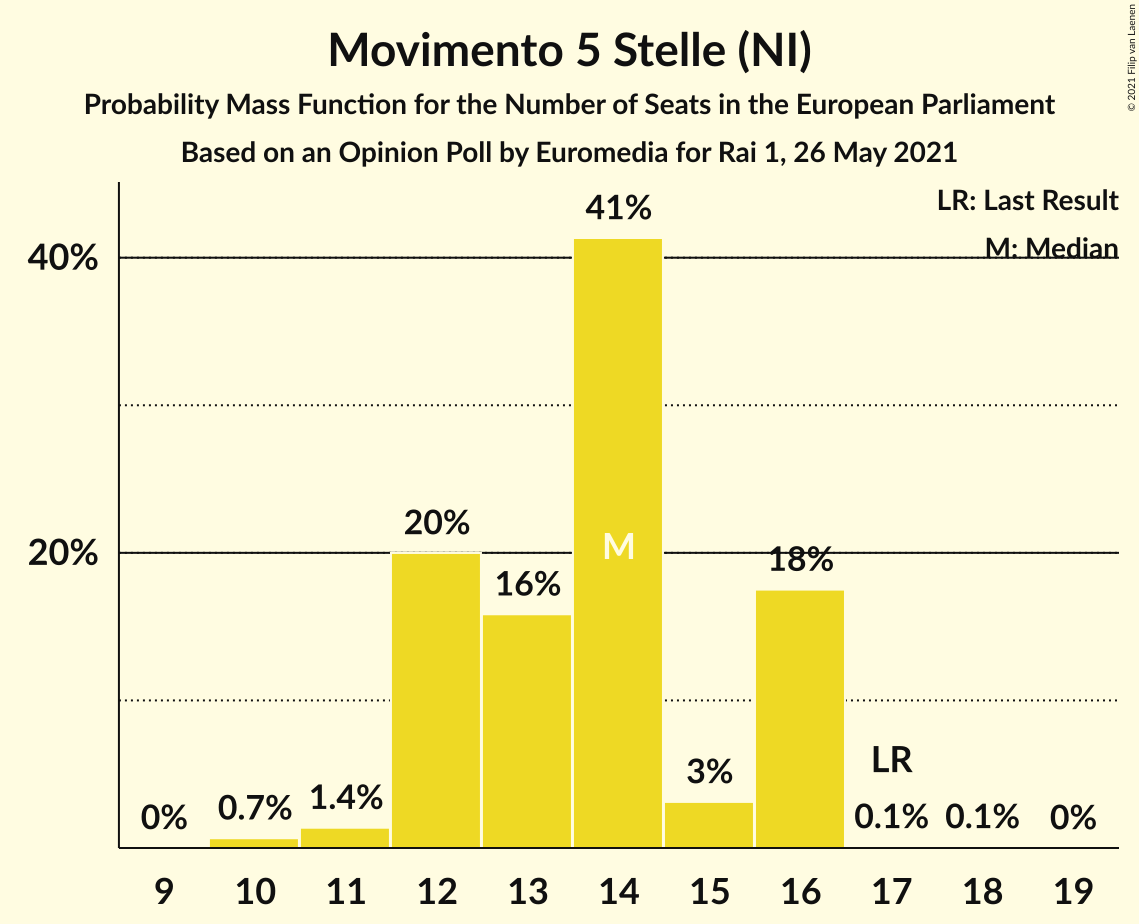 Movimento 5 Stelle (NI)
Probability Mass Function for the Number of Seats in the European Parliament
Based on an Opinion Poll by Euromedia for Rai 1, 26 May 2021
© 2021 Filip van Laenen
LR: Last Result
M: Median
40%
20%
0%
0.7%
1.4%
20%
16%
41%
M
3%
18%
LR
0.1%
0.1%
0%
9 10 11 12 13 14 15 16 17 18 19